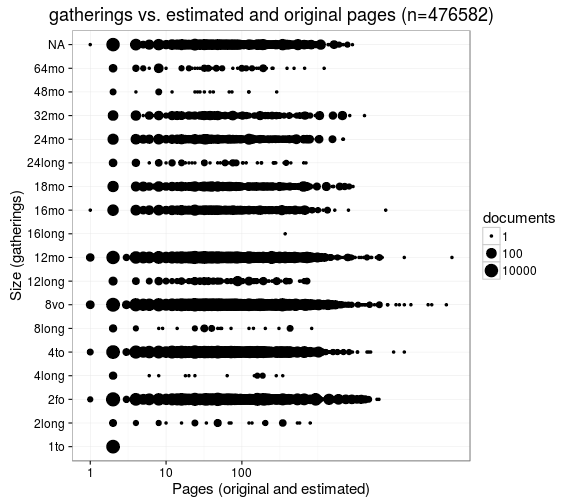 gatherings vs. estimated and original pages (n=476582)
Size (gatherings)
NA
64mo
48mo
32mo
24mo
24long
18mo
16mo
16long
12mo
12long
8vo
8long
4to
4long
2fo
2long
1to
1 10 100
Pages (original and estimated)
documents
1
100
10000